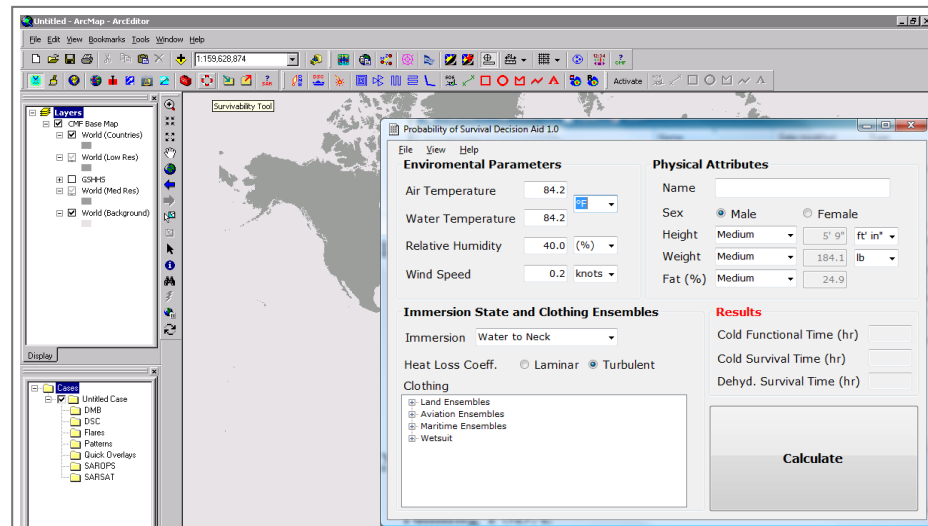 Untitled - ArcMap - ArcEditor
File Edit View Bookmarks Tools Window Help
1:159,628,874
Activate
Layers
CMF Base Map
World (Countries)
World (Low Res)
GSHHS
World (Med Res)
World (Background)
Display
Cases
Untitled Case
DMB
DSC
Flares
Patterns
Quick Overlays
SAROPS
SARSAT
Survivability Tool
Probability of Survival Decision Aid 1.0
File View Help
Enviromental Parameters
Air Temperature 84.2
°F
Water Temperature 84.2
Relative Humidity 40.0 (%)
Wind Speed 0.2 knots
Physical Attributes
Name
Sex Male Female
Height Medium 5' 9" ft' in"
Weight Medium 184.1 lb
Fat (%) Medium 24.9
Immersion State and Clothing Ensembles
Immersion Water to Neck
Heat Loss Coeff. Laminar Turbulent
Clothing
Land Ensembles
Aviation Ensembles
Maritime Ensembles
Wetsuit
Results
Cold Functional Time (hr)
Cold Survival Time (hr)
Dehyd. Survival Time (hr)
Calculate